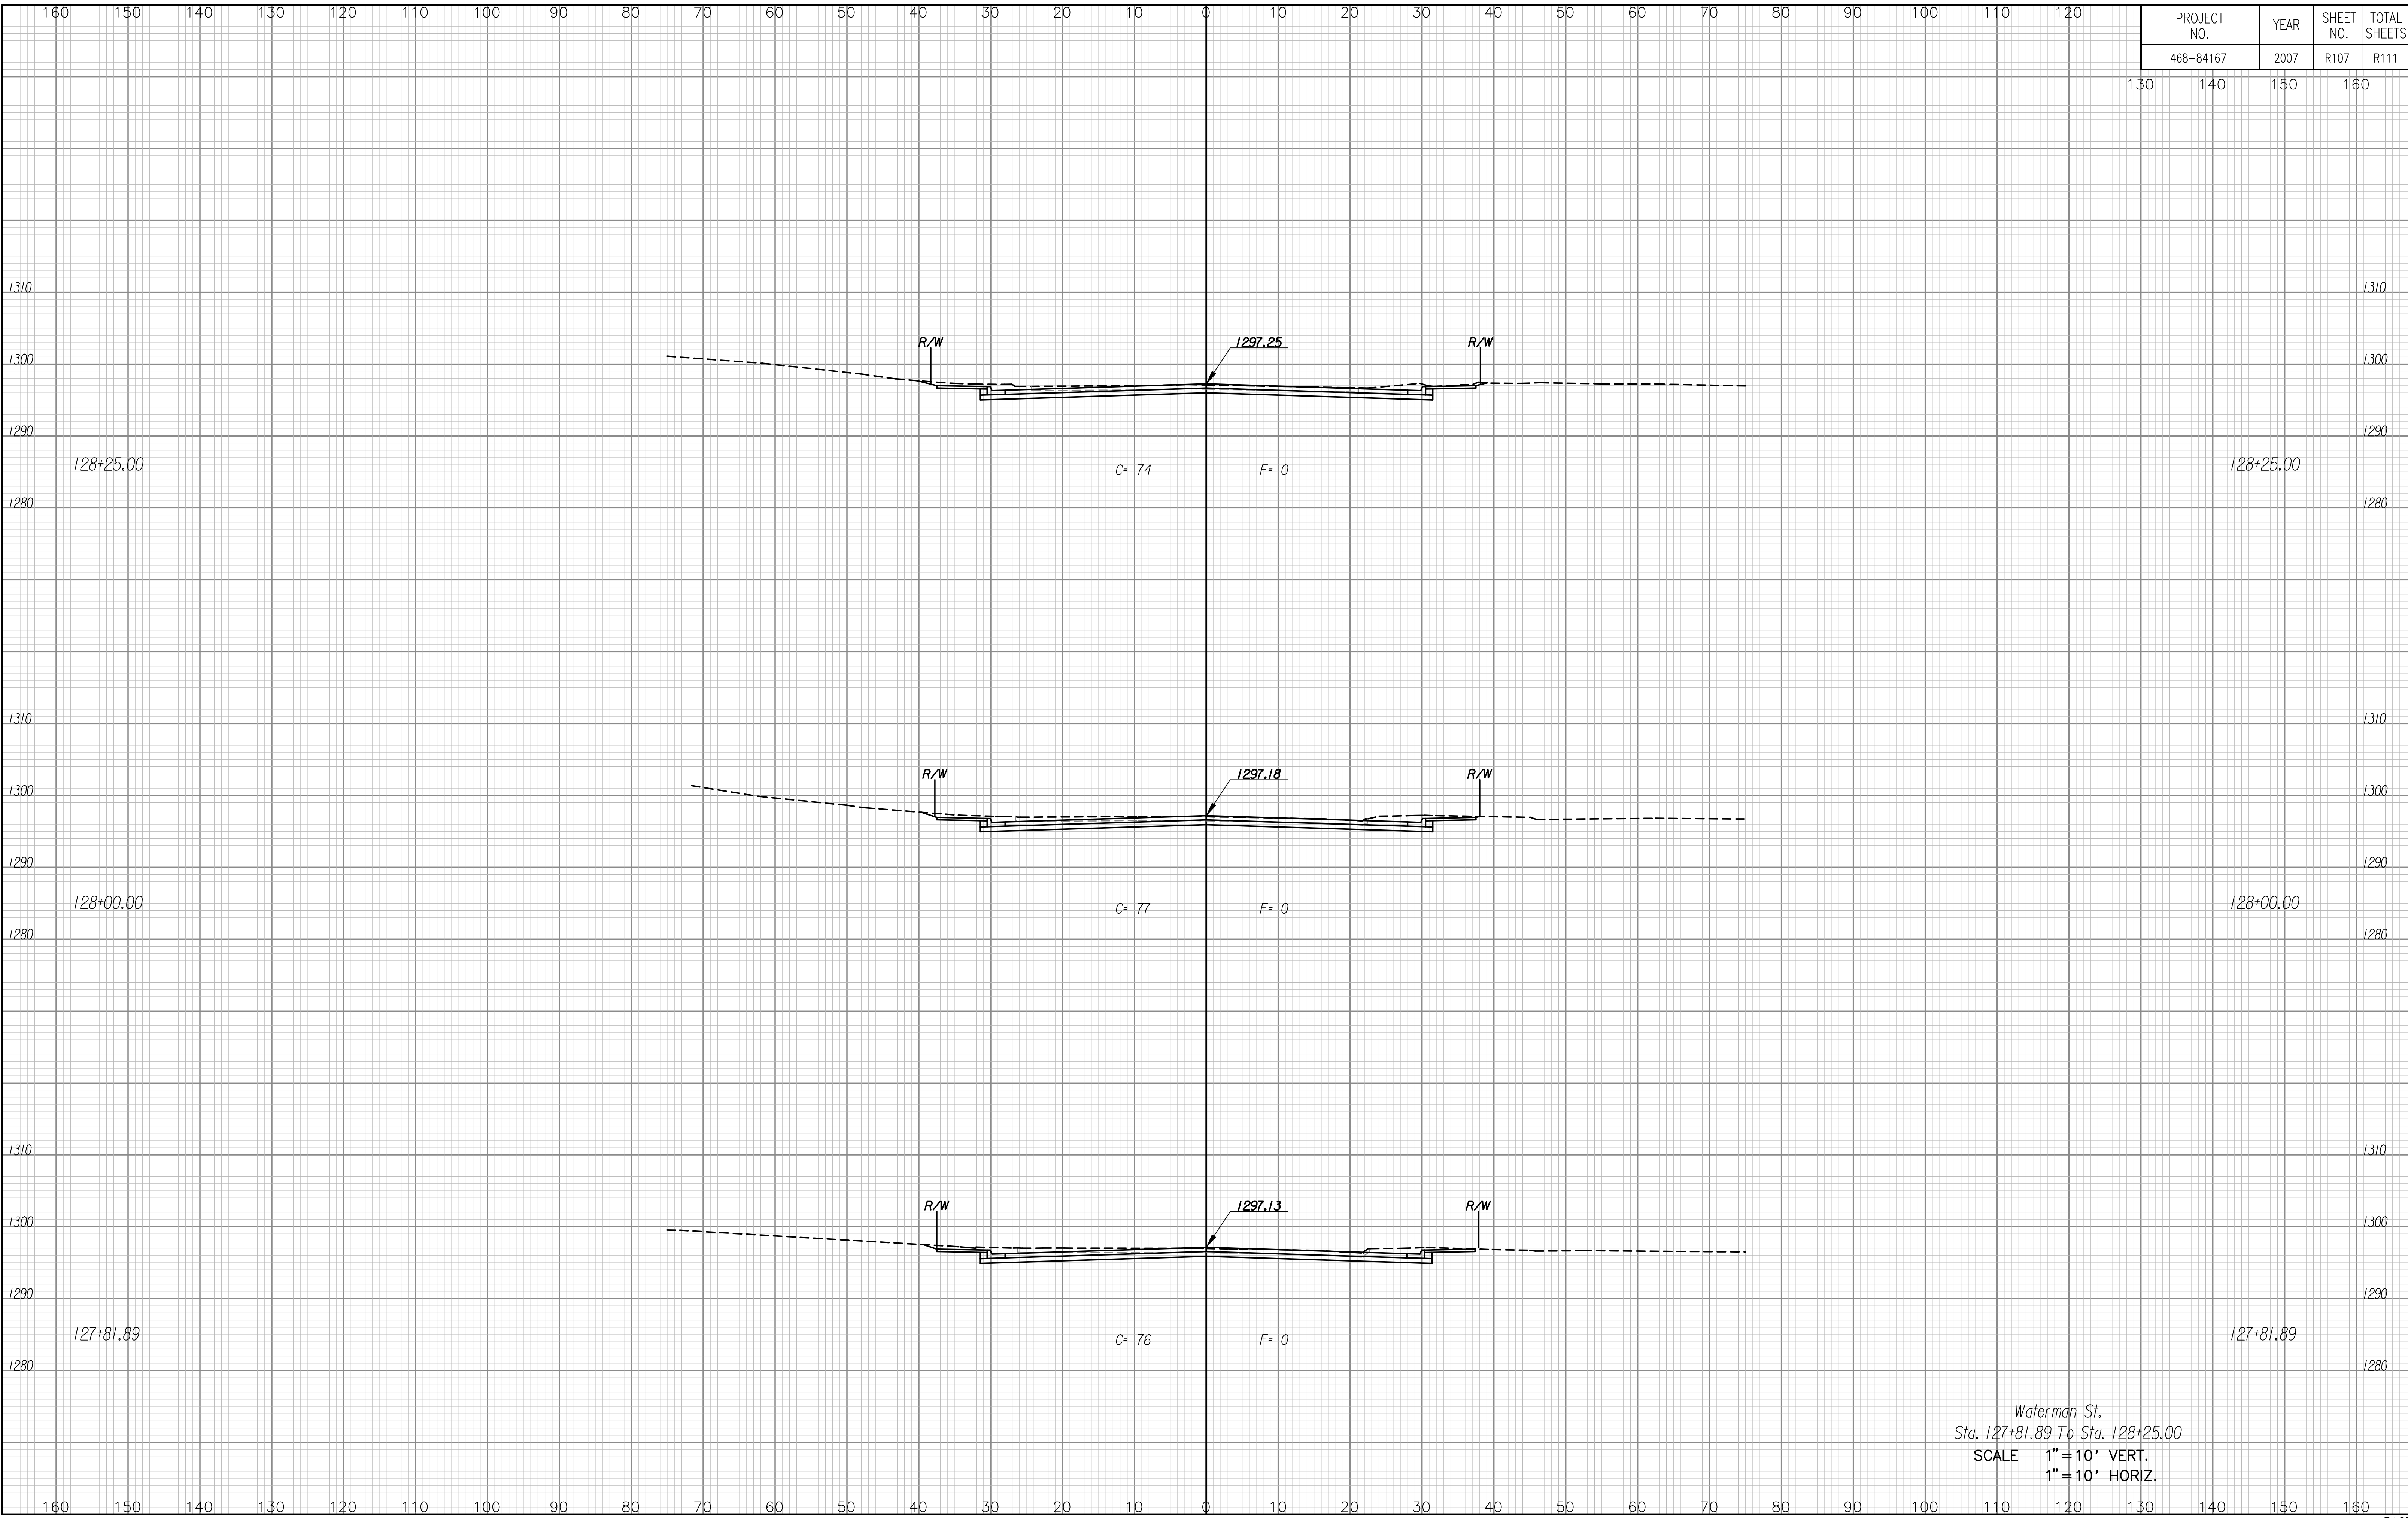 160 150 140 130 120 110 100 90 80 70 60 50 40 30 20 10 0 10 20 30 40 50 60 70 80 90 100 110 120
PROJECT NO. YEAR SHEET NO. TOTAL SHEETS
468-84167 2007 R107 R111
130 140 150 160
1310 1310
R/W 1297.25 R/W
1300 1300
1290 1290
128+25.00 C= 74 F= 0 128+25.00
1280 1280
1310 1310
R/W 1297.18 R/W
1300 1300
1290 1290
128+00.00 C= 77 F= 0 128+00.00
1280 1280
1310 1310
R/W 1297.13 R/W
1300 1300
1290 1290
127+81.89 C= 76 F= 0 127+81.89
1280 1280
Waterman St.
Sta. 127+81.89 To Sta. 128+25.00
SCALE 1"=10' VERT.
1"=10' HORIZ.
160 150 140 130 120 110 100 90 80 70 60 50 40 30 20 10 0 10 20 30 40 50 60 70 80 90 100 110 120 130 140 150 160